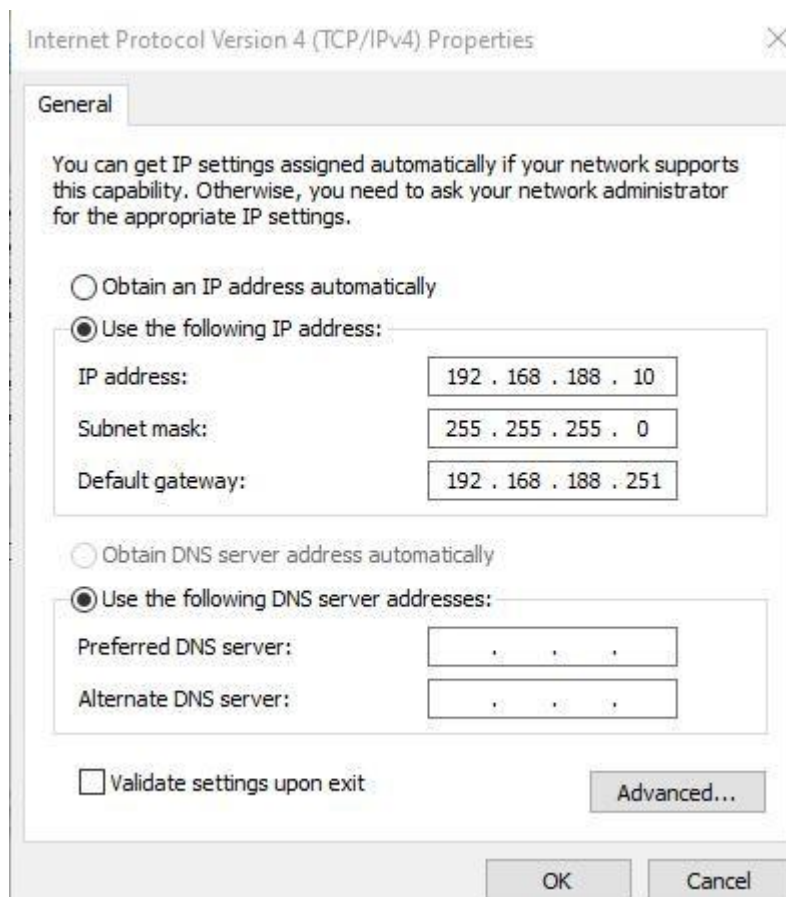 Internet Protocol Version 4 (TCP/IPv4) Properties
General
You can get IP settings assigned automatically if your network supports
this capability. Otherwise, you need to ask your network administrator
for the appropriate IP settings.
Obtain an IP address automatically
Use the following IP address:
IP address: 192 . 168 . 188 . 10
Subnet mask: 255 . 255 . 255 . 0
Default gateway: 192 . 168 . 188 . 251
Obtain DNS server address automatically
Use the following DNS server addresses:
Preferred DNS server: . . .
Alternate DNS server: . . .
Validate settings upon exit
Advanced...
OK Cancel